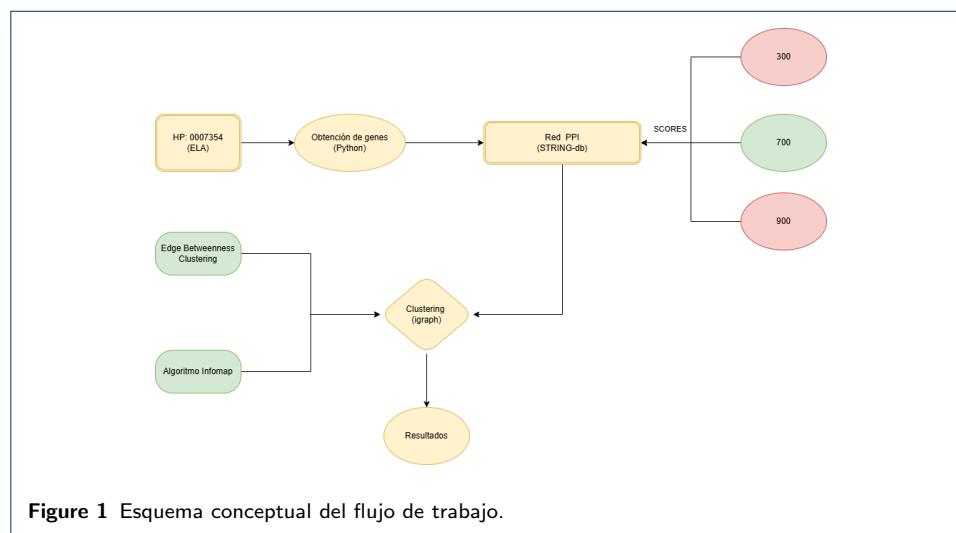 300
HP: 0007354
(ELA)
Obtención de genes
(Python)
Red PPI
(STRING-db)
SCORES
700
900
Edge Betweenness
Clustering
Clustering
(igraph)
Algoritmo Infomap
Resultados
Figure 1 Esquema conceptual del flujo de trabajo.